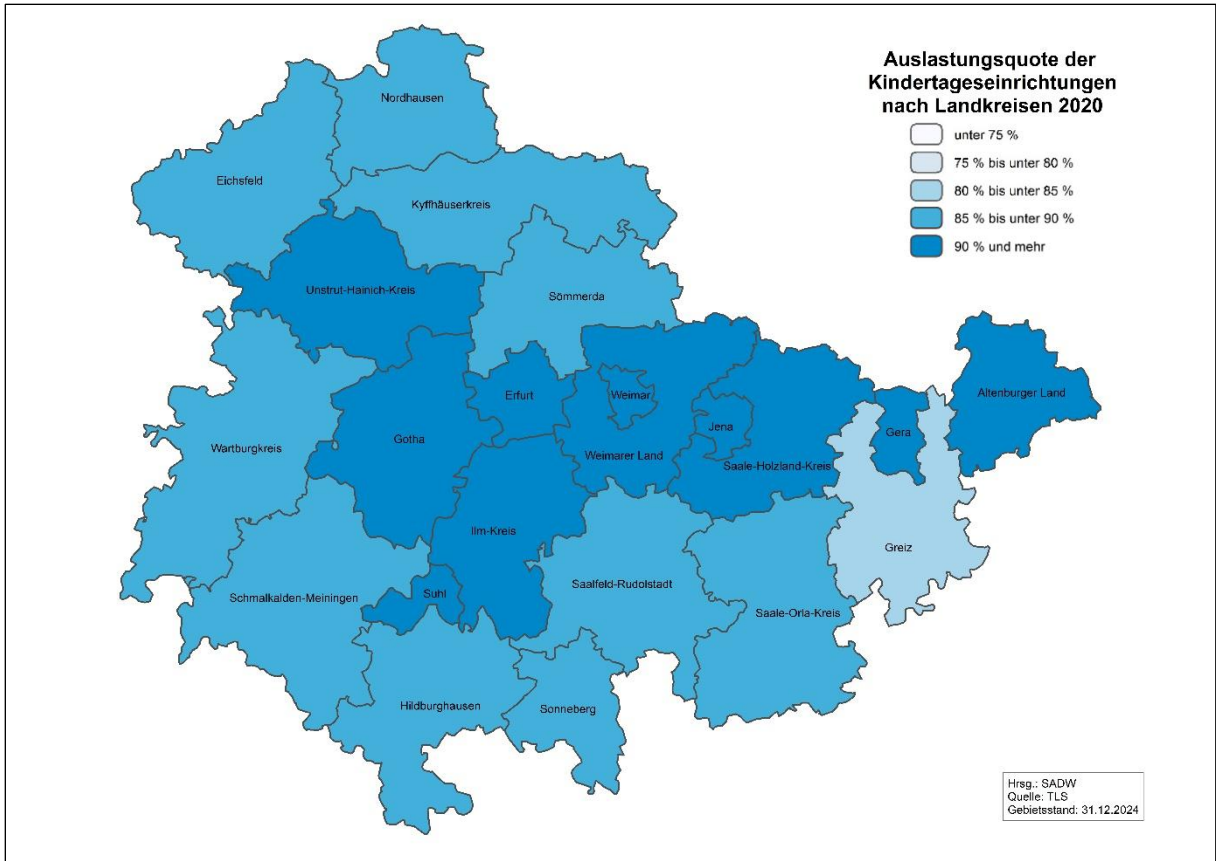 Auslastungsquote der
Kindertageseinrichtungen
nach Landkreisen 2020
unter 75 %
75 % bis unter 80 %
80 % bis unter 85 %
85 % bis unter 90 %
90 % und mehr
Nordhausen
Eichsfeld
Kyffhäuserkreis
Unstrut-Hainich-Kreis
Sömmerda
Erfurt
Weimar
Altenburger Land
Jena
Gera
Gotha
Wartburgkreis
Weimarer Land
Saale-Holzland-Kreis
Ilm-Kreis
Greiz
Saalfeld-Rudolstadt
Suhl
Schmalkalden-Meiningen
Saale-Orla-Kreis
Hildburghausen
Sonneberg
Hrsg.: SADW
Quelle: TLS
Gebietsstand: 31.12.2024